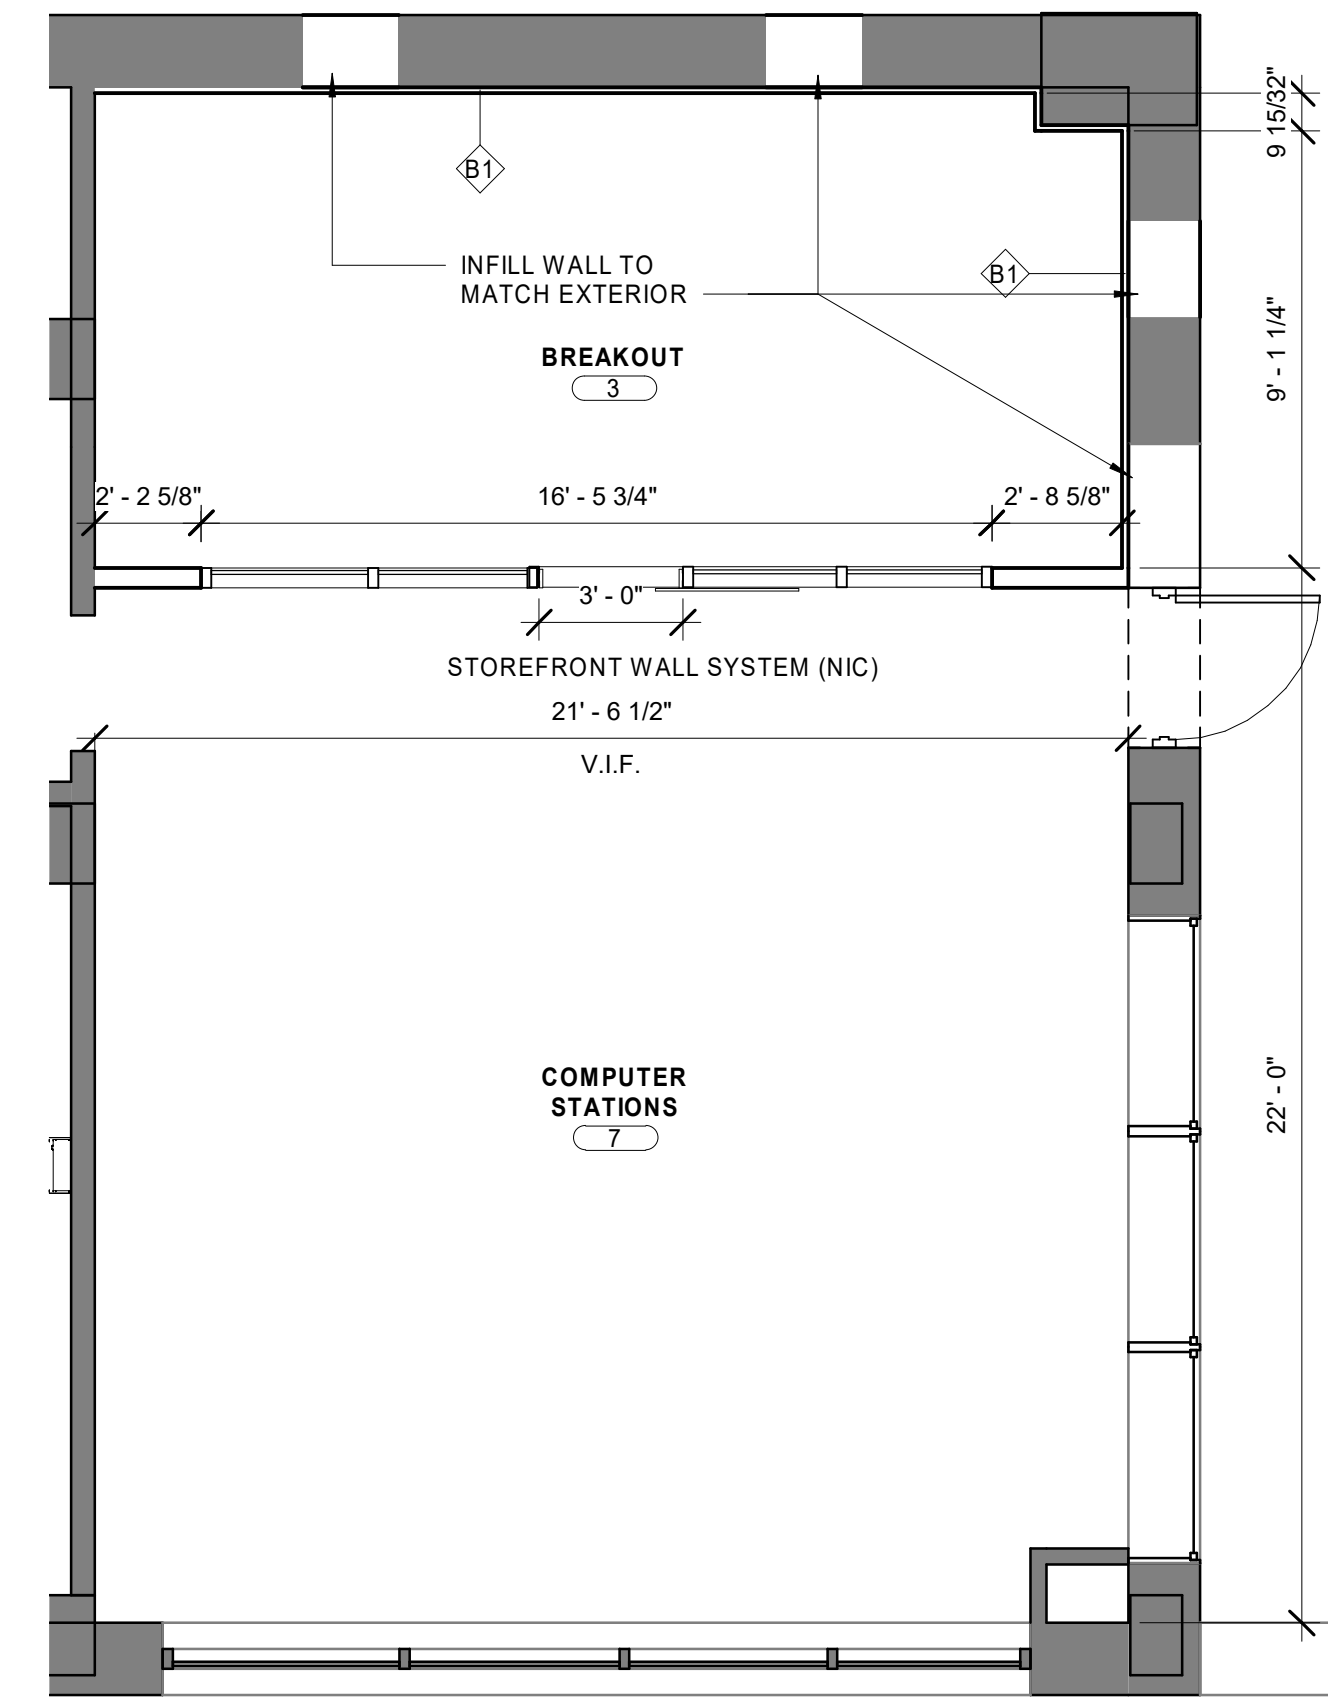 9 15/32"
B1
INFILL WALL TO
MATCH EXTERIOR
B1
9' - 1 1/4"
BREAKOUT
3
2' - 2 5/8"
16' - 5 3/4"
2' - 8 5/8"
3' - 0"
STOREFRONT WALL SYSTEM (NIC)
21' - 6 1/2"
V.I.F.
COMPUTER
STATIONS
7
22' - 0"